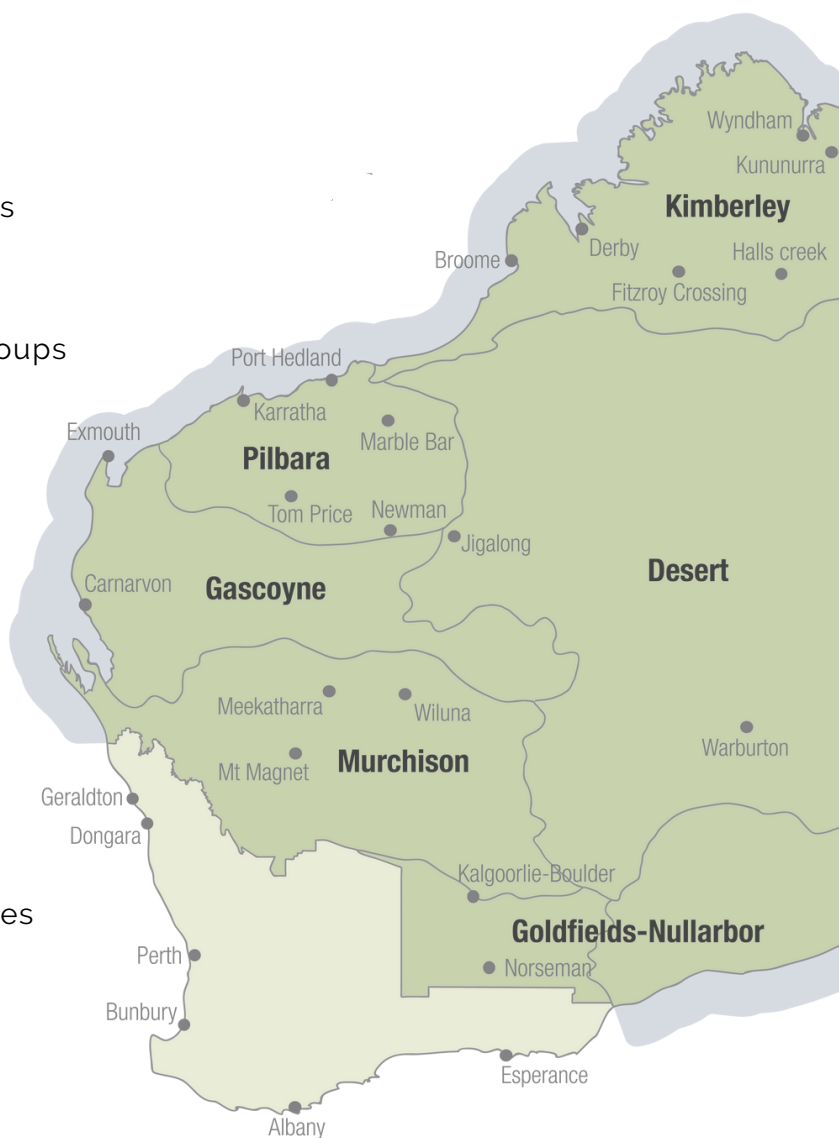 Wyndham
Kununurra
s
Kimberley
Derby
Halls creek
Broome
Fitzroy Crossing
oups
Port Hedland
Karratha
Exmouth
Marble Bar
Pilbara
Tom Price
Newman
Jigalong
Desert
Carnarvon
Gascoyne
Meekatharra
Wiluna
Warburton
Mt Magnet
Murchison
Geraldton
Dongara
Kalgoorlie-Boulder
es
Goldfields-Nullarbor
Perth
Norseman
Bunbury
Esperance
Albany